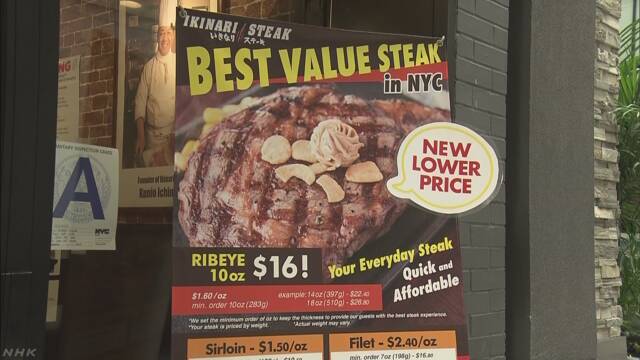 IKINARI STEAK
いきなり ステーキ
BEST VALUE STEAK
in NYC
NEW
LOWER
PRICE
A
NYC
RIBEYE
10oz
$16!
Your Everyday Steak
Quick and
Affordable
$1.60/oz
min. order 10oz (283g)
example: 14oz (397g) - $22.40
18oz (510g) - $28.80
*We set the minimum order of oz to keep the thickness to provide our guests with the best steak experience.
*Your steak is priced by weight. *Actual weight may vary.
Sirloin - $1.50/oz
Filet - $2.40/oz
min. order 7oz (198g) - $16.80
NHK